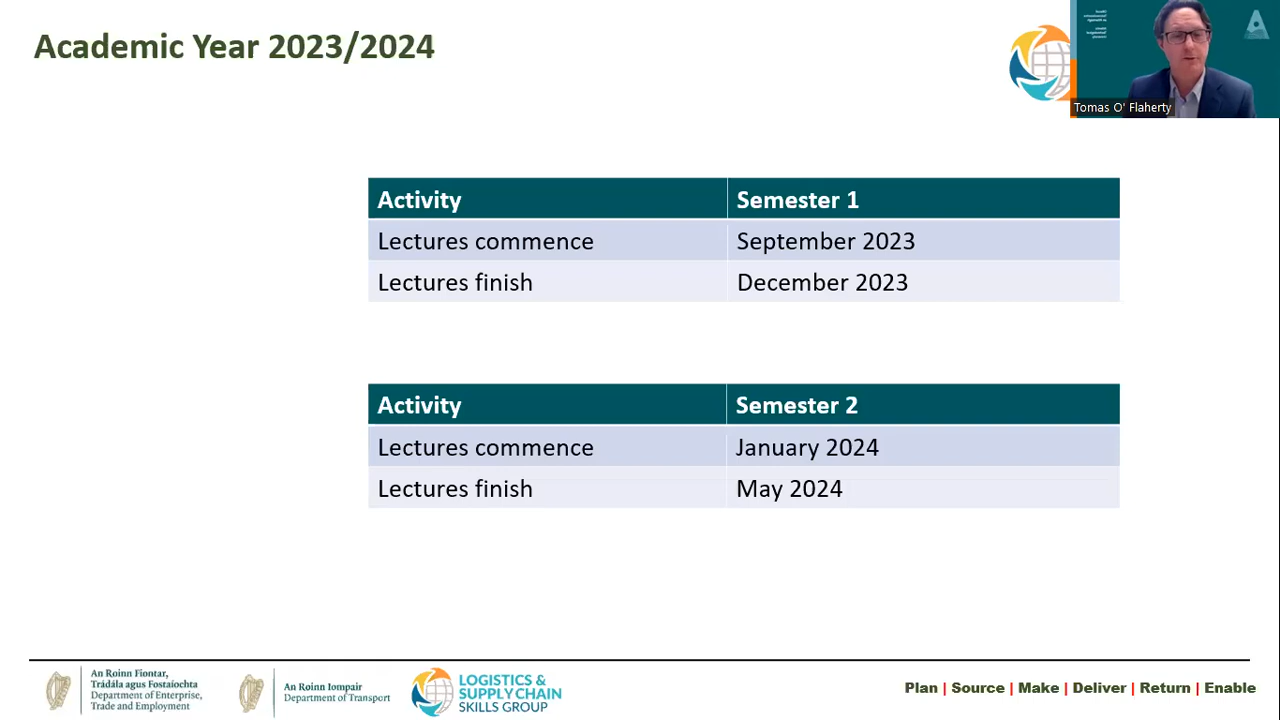 Academic Year 2023/2024
Tomas O' Flaherty
Activity Semester 1
Lectures commence September 2023
Lectures finish December 2023
Activity Semester 2
Lectures commence January 2024
Lectures finish May 2024
An Roinn Fiontar,
Trádála agus Fostaíochta
Department of Enterprise,
Trade and Employment
An Roinn Iompair
Department of Transport
LOGISTICS &
SUPPLY CHAIN
SKILLS GROUP
Plan | Source | Make | Deliver | Return | Enable